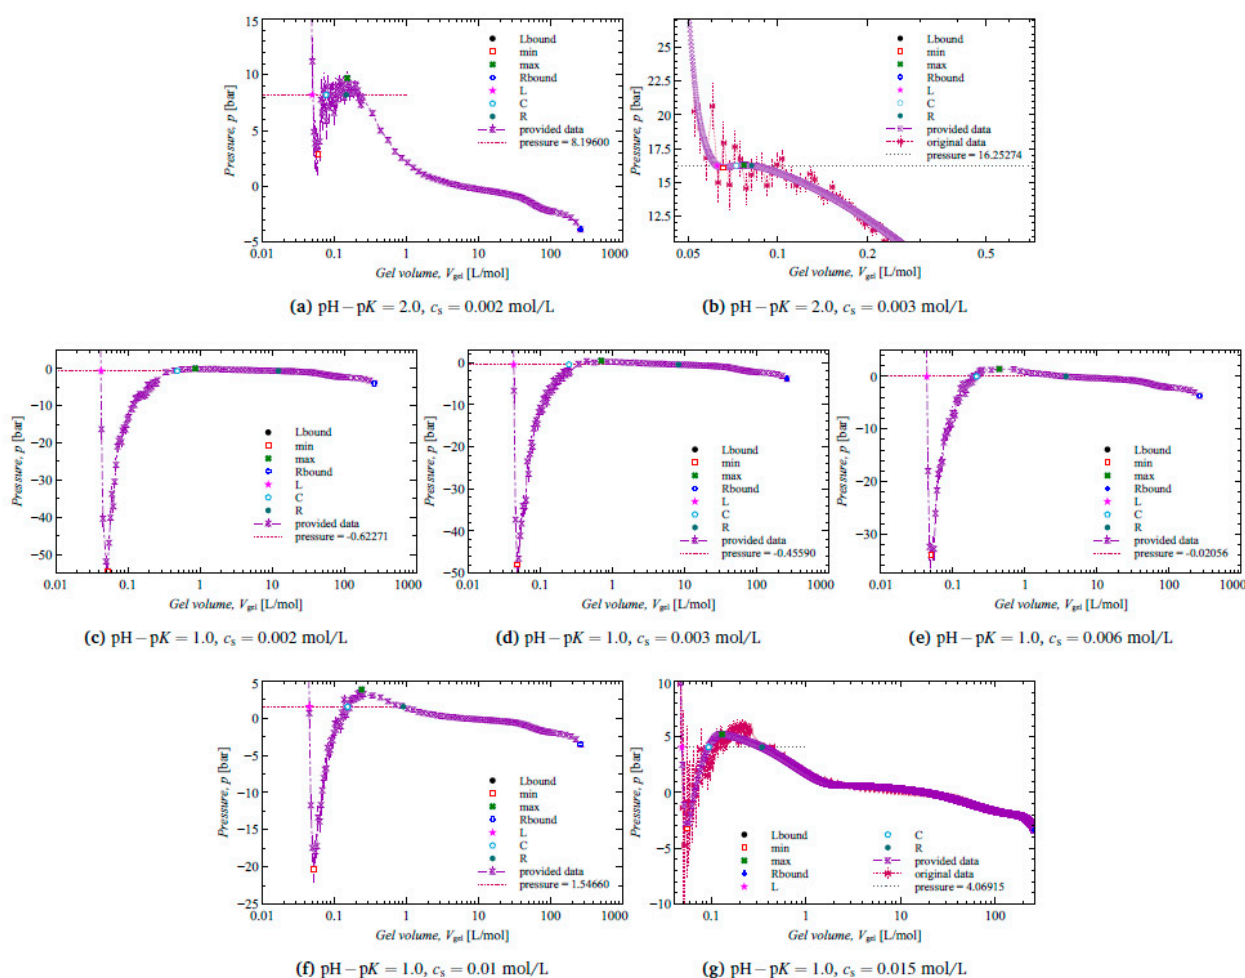 15
10
5
0
−5
Pressure, p [bar]
0.01 0.1 1 10 100 1000
Gel volume, Vgel [L/mol]
Lbound
min
max
Rbound
L
C
R
provided data
pressure = 8.19600
(a) pH−pK = 2.0, cs = 0.002 mol/L
25
22.5
20
17.5
15
12.5
Pressure, p [bar]
0.05 0.1 0.2 0.5
Gel volume, Vgel [L/mol]
Lbound
min
max
Rbound
L
C
R
provided data
original data
pressure = 16.25274
(b) pH−pK = 2.0, cs = 0.003 mol/L
0
−10
−20
−30
−40
−50
Pressure, p [bar]
0.01 0.1 1 10 100 1000
Gel volume, Vgel [L/mol]
Lbound
min
max
Rbound
L
C
R
provided data
pressure = -0.62271
(c) pH−pK = 1.0, cs = 0.002 mol/L
0
−10
−20
−30
−40
−50
Pressure, p [bar]
0.01 0.1 1 10 100 1000
Gel volume, Vgel [L/mol]
Lbound
min
max
Rbound
L
C
R
provided data
pressure = -0.45590
(d) pH−pK = 1.0, cs = 0.003 mol/L
0
−10
−20
−30
Pressure, p [bar]
0.01 0.1 1 10 100 1000
Gel volume, Vgel [L/mol]
Lbound
min
max
Rbound
L
C
R
provided data
pressure = -0.02056
(e) pH−pK = 1.0, cs = 0.006 mol/L
5
0
−5
−10
−15
−20
−25
Pressure, p [bar]
0.01 0.1 1 10 100 1000
Gel volume, Vgel [L/mol]
Lbound
min
max
Rbound
L
C
R
provided data
pressure = 1.54660
(f) pH−pK = 1.0, cs = 0.01 mol/L
10
5
0
−5
−10
Pressure, p [bar]
0.1 1 10 100
Gel volume, Vgel [L/mol]
Lbound
min
max
Rbound
L
C
R
provided data
original data
pressure = 4.06915
(g) pH−pK = 1.0, cs = 0.015 mol/L